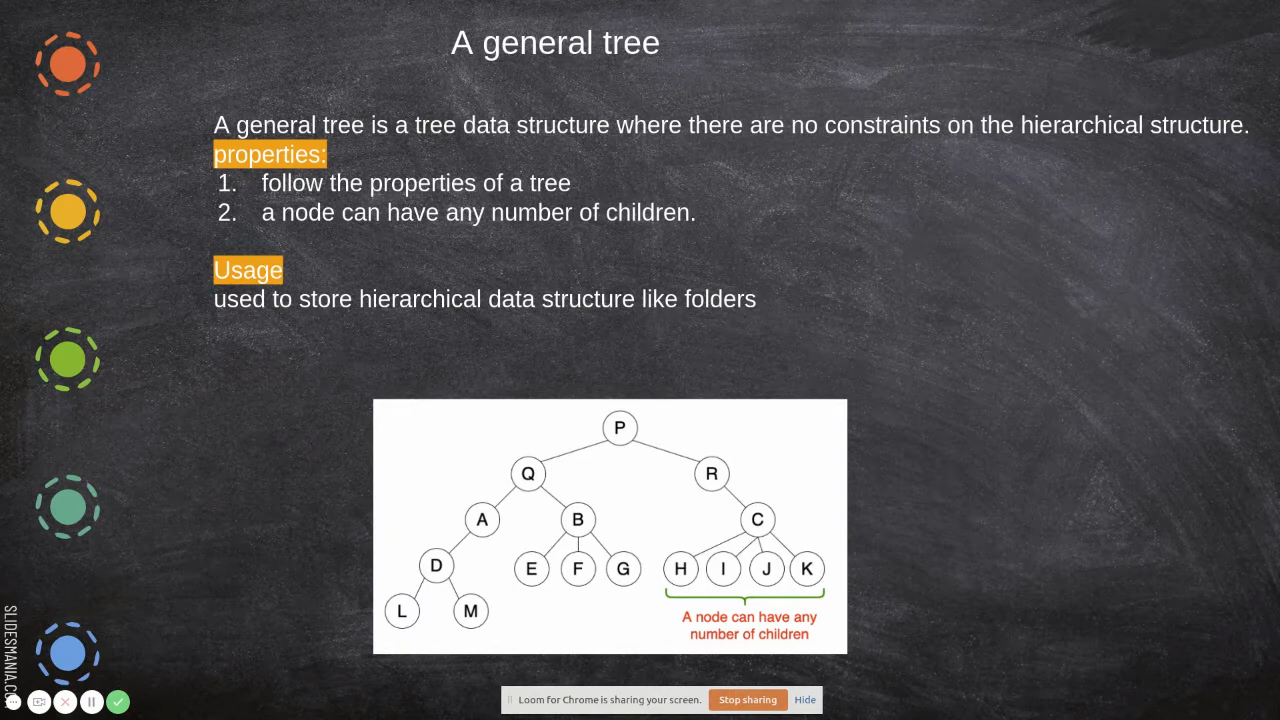 A general tree
A general tree is a tree data structure where there are no constraints on the hierarchical structure.
properties:
1. follow the properties of a tree
2. a node can have any number of children.
Usage
used to store hierarchical data structure like folders
P
Q R
A B C
D E F G H I J K
L M
A node can have any
number of children
SLIDESMANIA.C
Loom for Chrome is sharing your screen. Stop sharing Hide